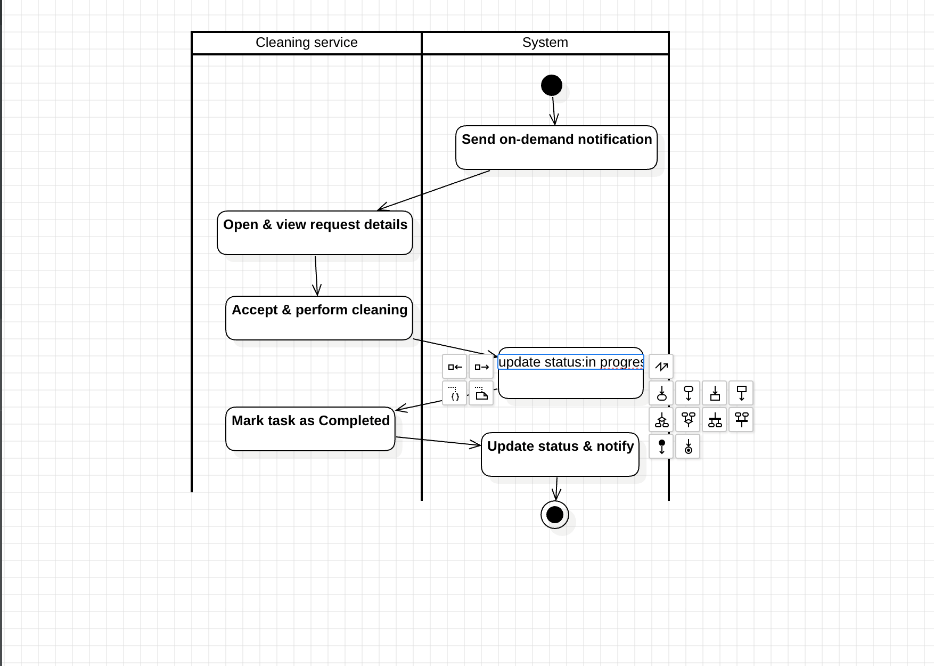 Cleaning service
System
Send on-demand notification
Open & view request details
Accept & perform cleaning
update status:in progres
Mark task as Completed
Update status & notify